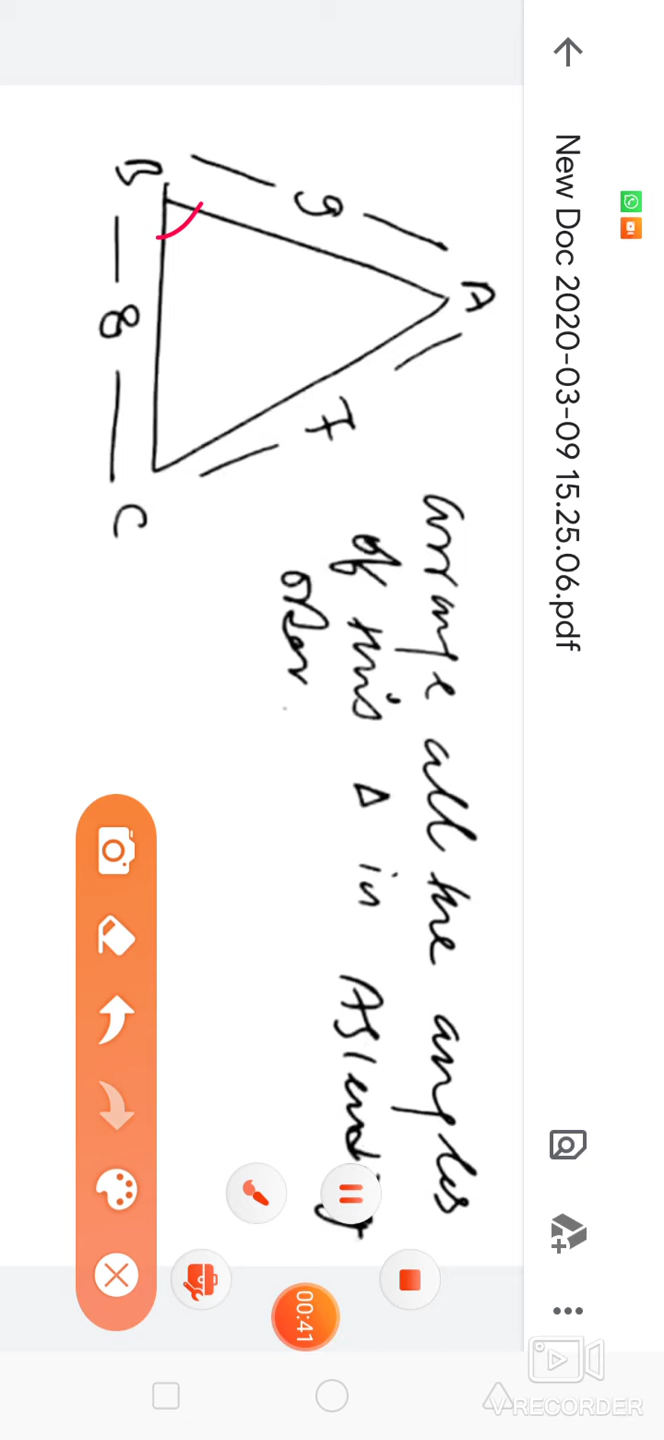 New Doc 2020-03-09 15.25.06.pdf
A
9
7
B
8
C
arrange all the angles
of this Δ in Ascending
order.
00:41
VRECORDER